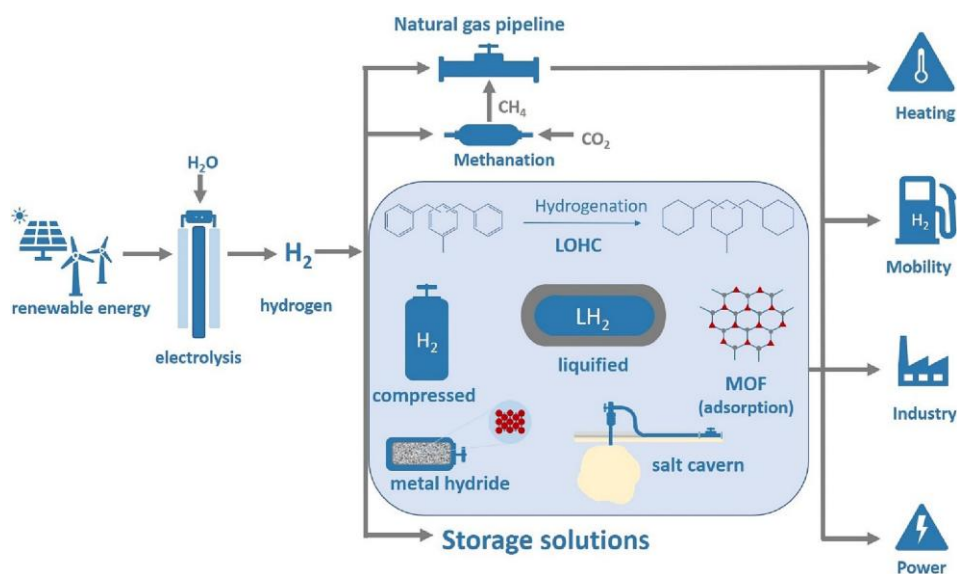 Natural gas pipeline
CH₄
CO₂
Methanation
Heating
H₂O
renewable energy
electrolysis
H₂
hydrogen
Hydrogenation
LOHC
H₂
compressed
LH₂
liquified
MOF
(adsorption)
metal hydride
salt cavern
Storage solutions
H₂
Mobility
Industry
Power